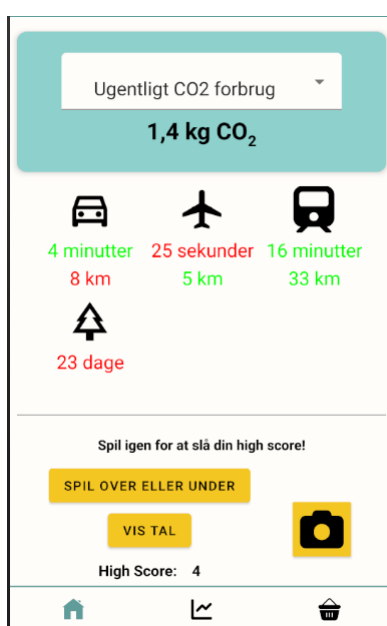 Ugentligt CO2 forbrug
1,4 kg CO₂
4 minutter 25 sekunder 16 minutter
8 km 5 km 33 km
23 dage
Spil igen for at slå din high score!
SPIL OVER ELLER UNDER
VIS TAL
High Score: 4